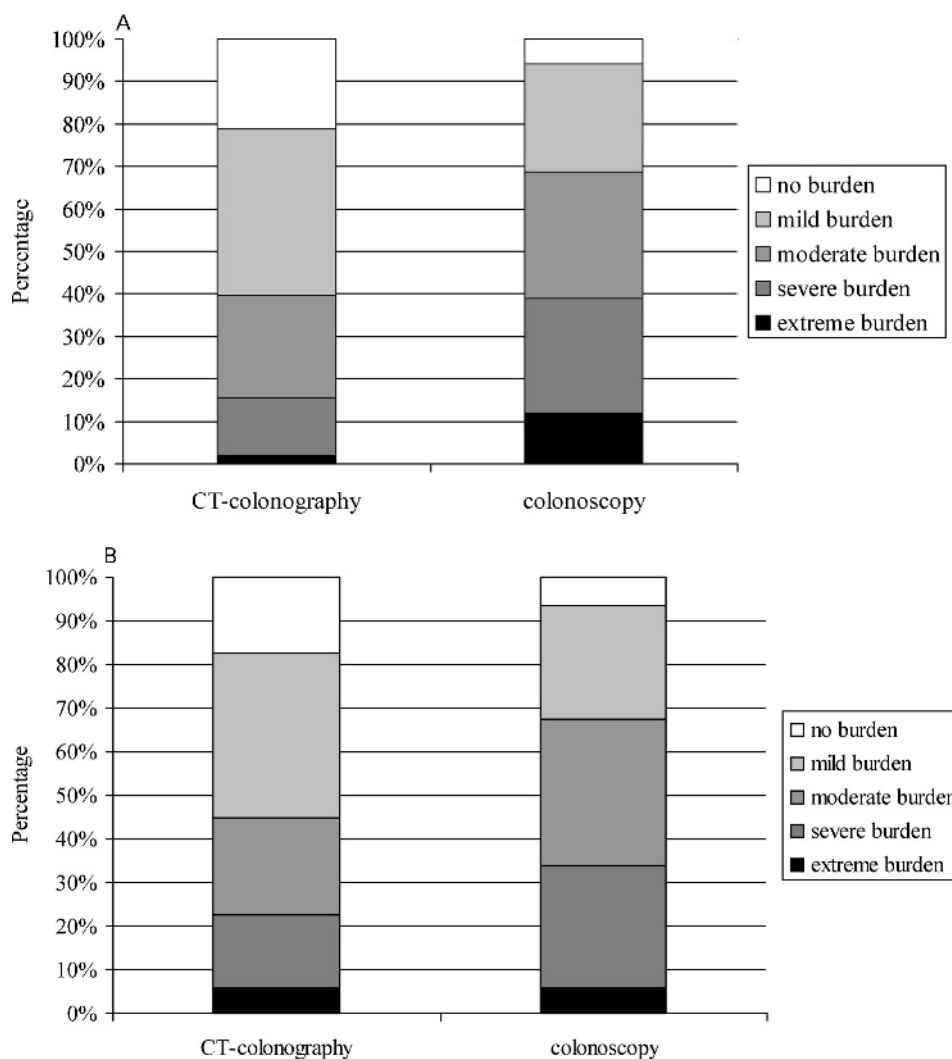 A
100%
90%
80%
70%
60%
50%
40%
30%
20%
10%
0%
Percentage
CT-colonography
colonoscopy
no burden
mild burden
moderate burden
severe burden
extreme burden
B
100%
90%
80%
70%
60%
50%
40%
30%
20%
10%
0%
Percentage
CT-colonography
colonoscopy
no burden
mild burden
moderate burden
severe burden
extreme burden